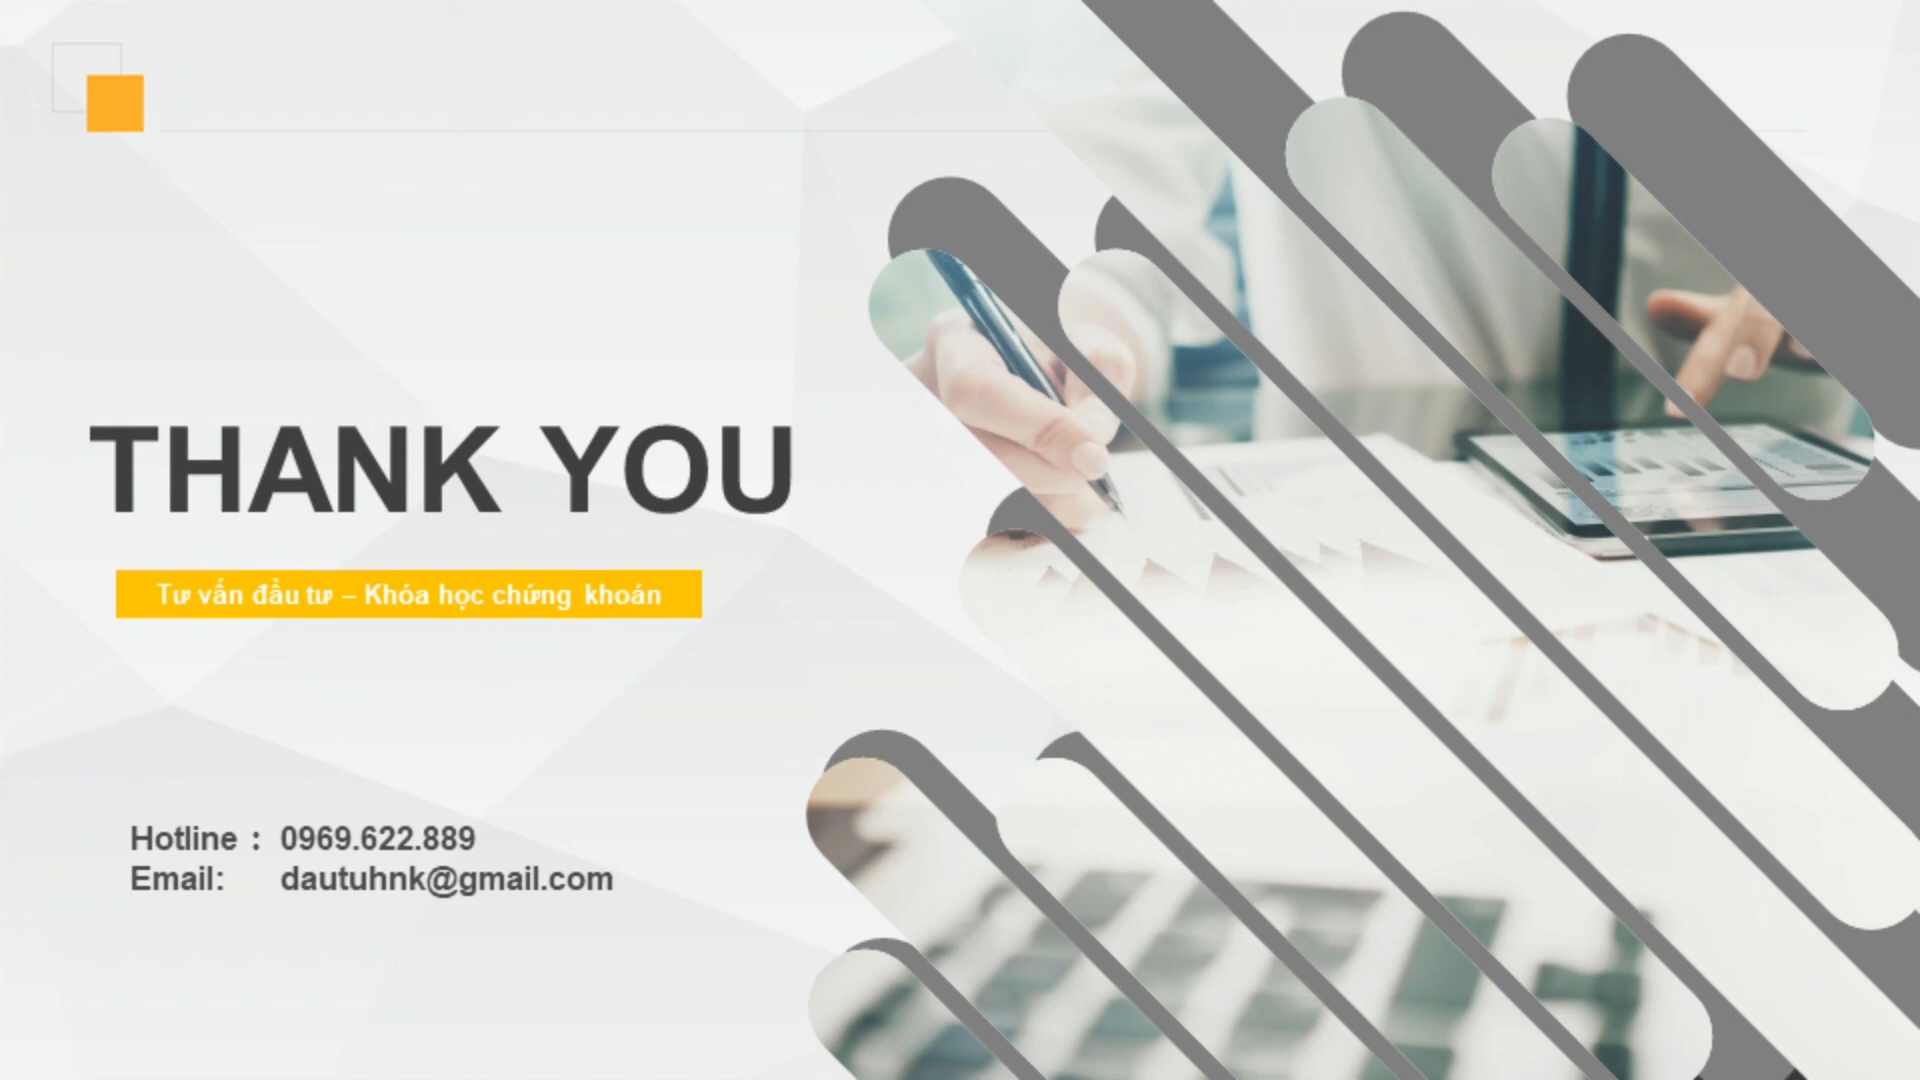 THANK YOU
Tư vấn đầu tư – Khóa học chứng khoán
Hotline : 0969.622.889
Email: dautuhnk@gmail.com